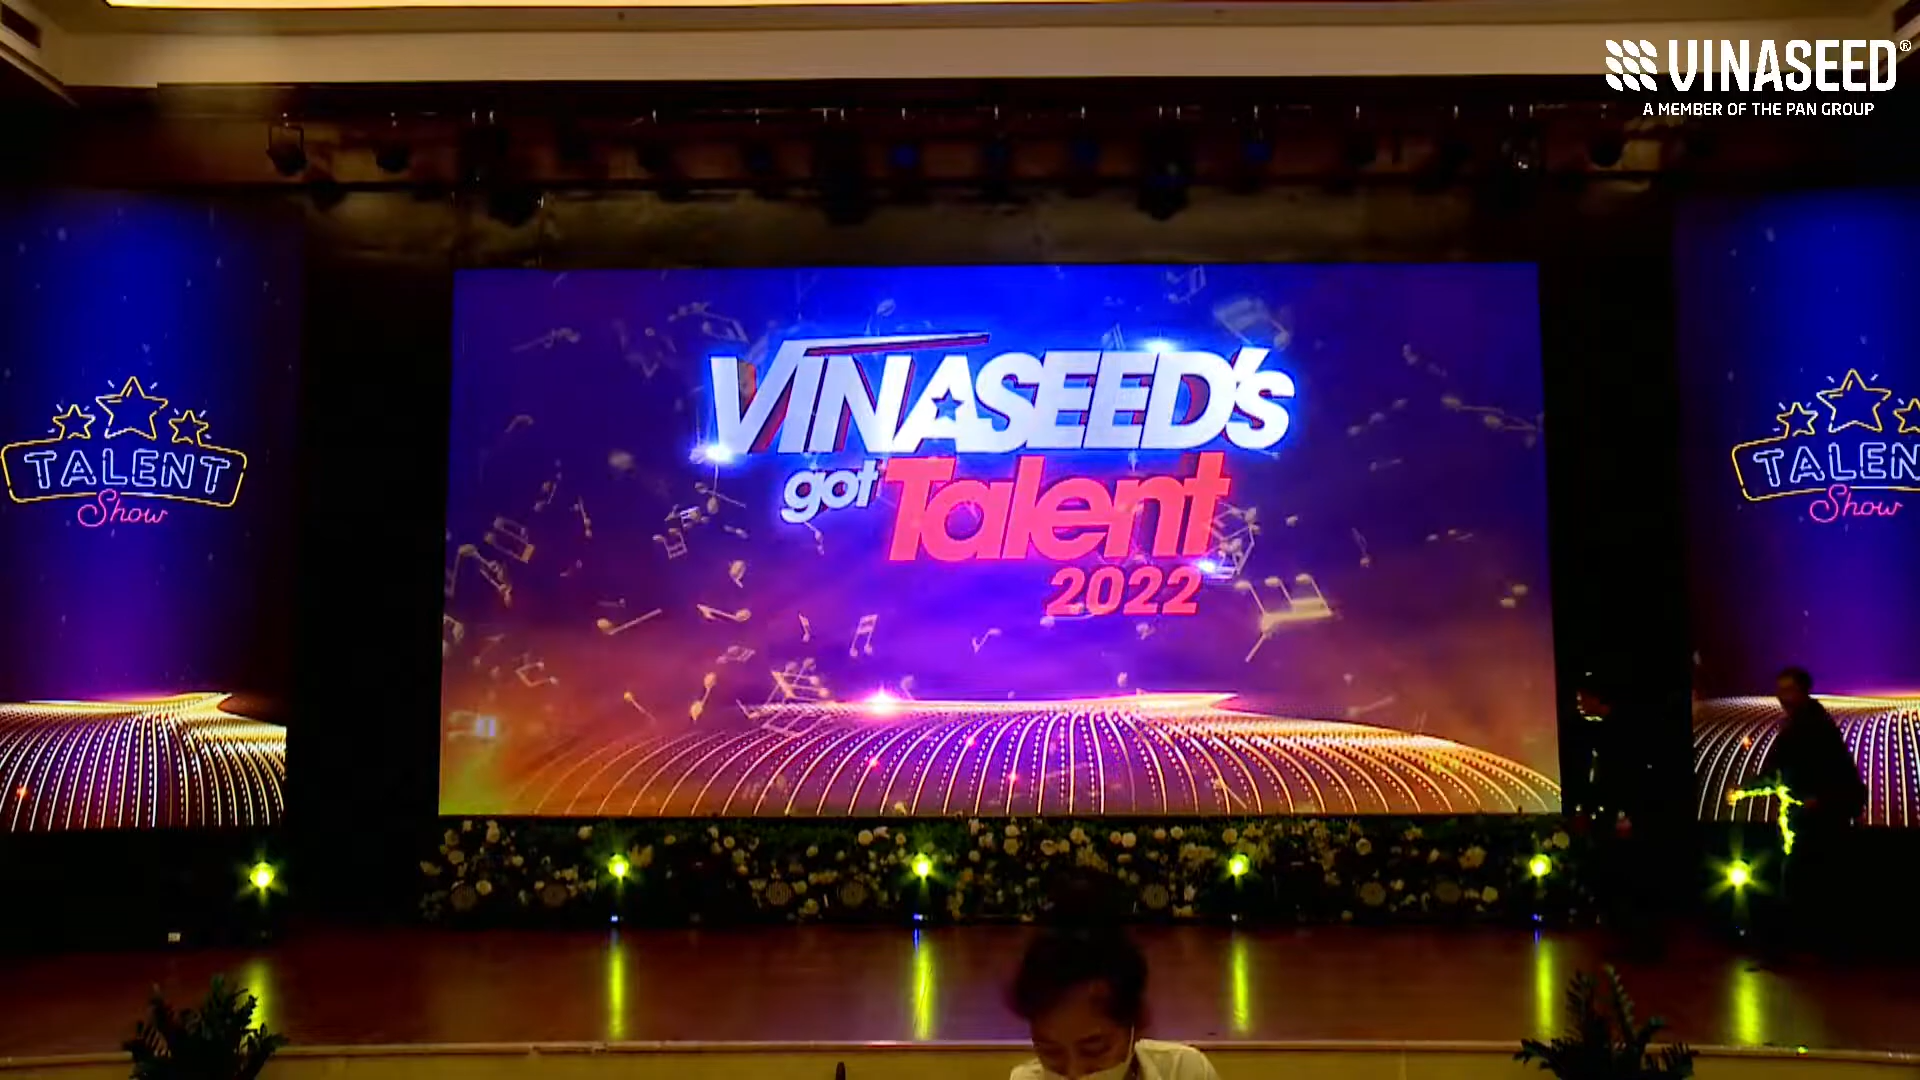 VINASEED®
A MEMBER OF THE PAN GROUP
VINASEED's
got Talent
2022
TALENT
Show
TALEN
Show